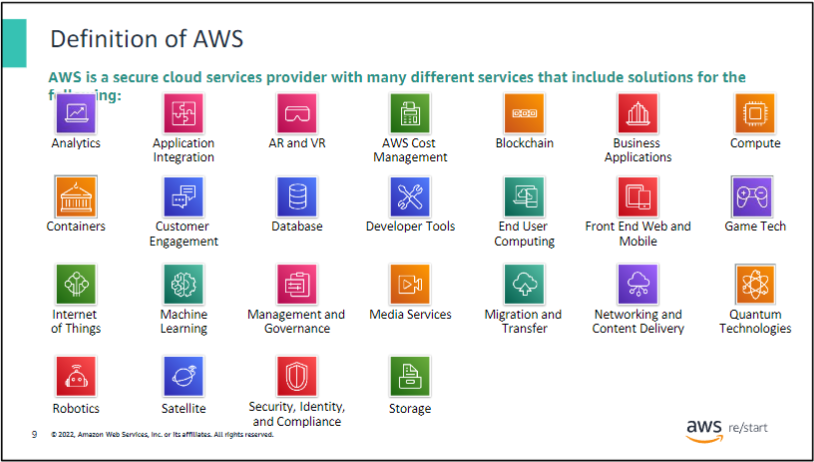 Definition of AWS
AWS is a secure cloud services provider with many different services that include solutions for the
following:
Analytics
Application
Integration
AR and VR
AWS Cost
Management
Blockchain
Business
Applications
Compute
Containers
Customer
Engagement
Database
Developer Tools
End User
Computing
Front End Web and
Mobile
Game Tech
Internet
of Things
Machine
Learning
Management and
Governance
Media Services
Migration and
Transfer
Networking and
Content Delivery
Quantum
Technologies
Robotics
Satellite
Security, Identity,
and Compliance
Storage
9 © 2022, Amazon Web Services, Inc. or its affiliates. All rights reserved.
aws re/start